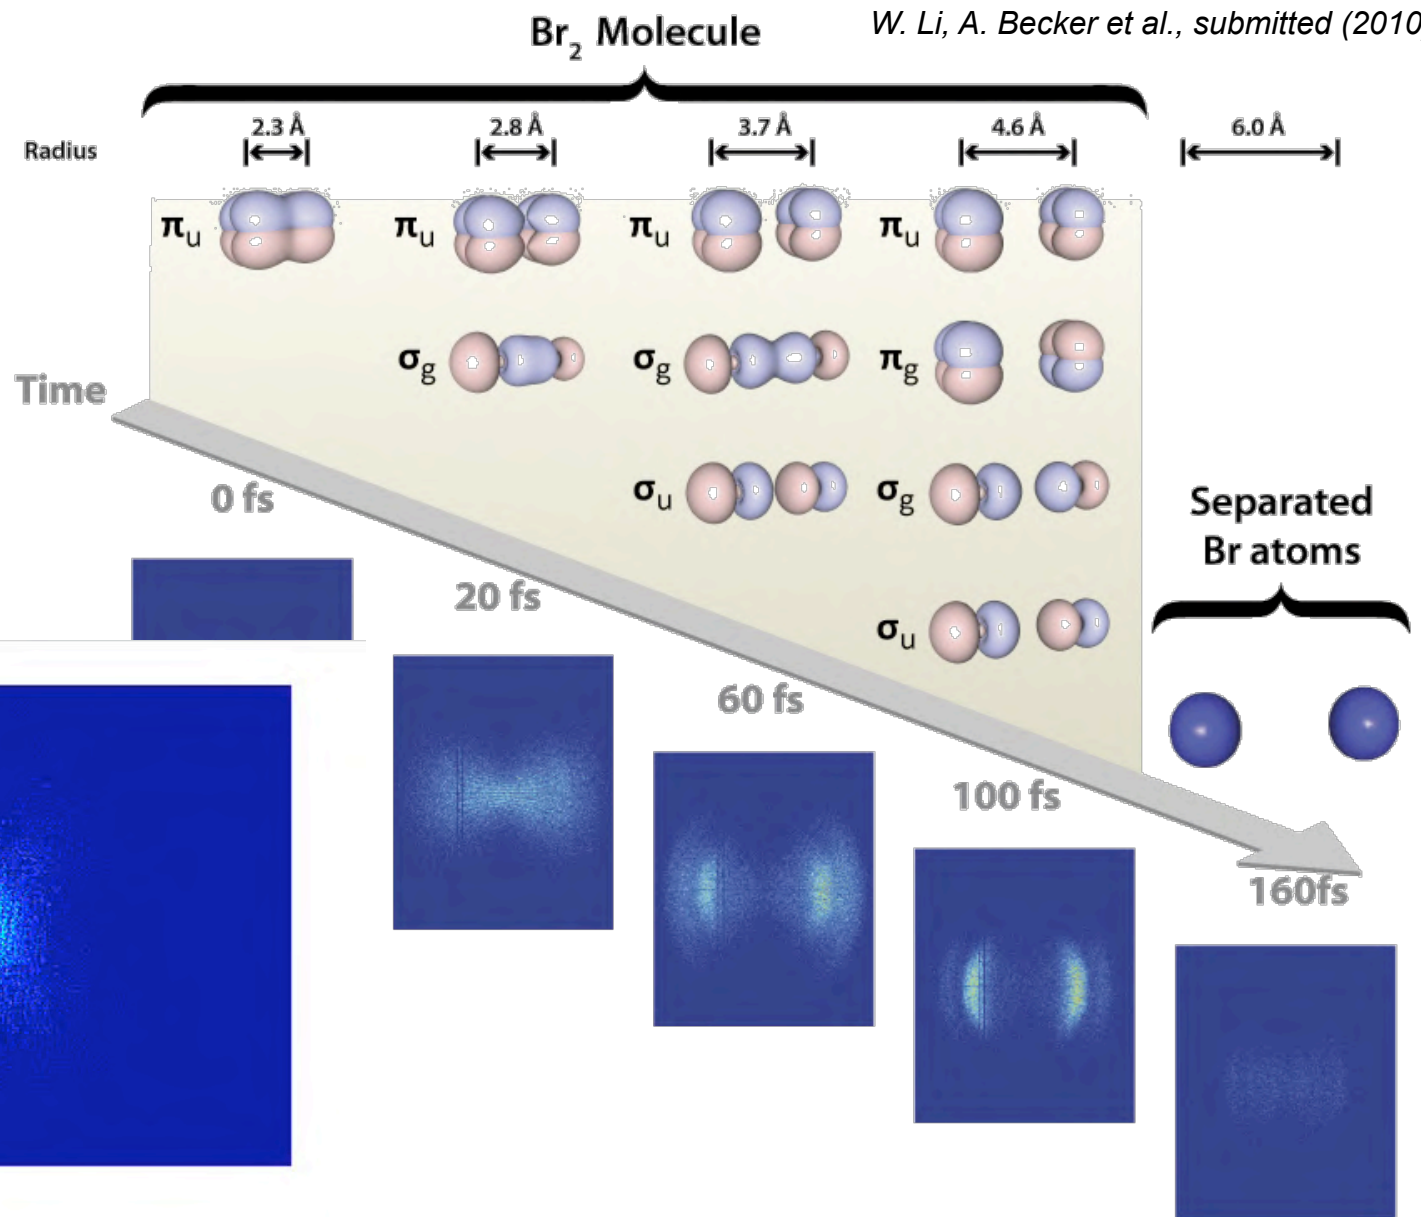 W. Li, A. Becker et al., submitted (2010
Br₂ Molecule
Radius
2.3 Å
2.8 Å
3.7 Å
4.6 Å
6.0 Å
πu
πu
πu
πu
σg
σg
πg
Time
σu
σg
0 fs
Separated
Br atoms
20 fs
σu
60 fs
100 fs
160fs